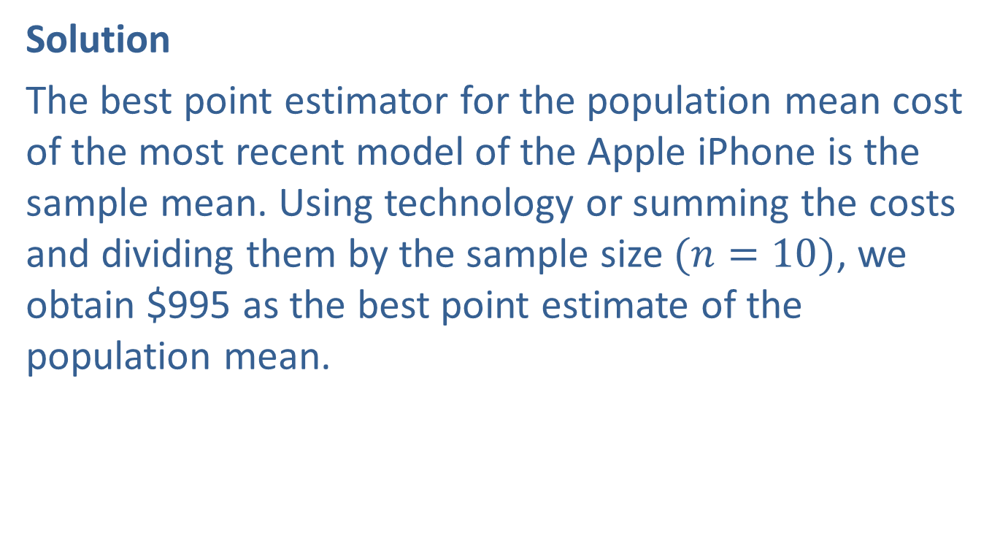 Solution
The best point estimator for the population mean cost
of the most recent model of the Apple iPhone is the
sample mean. Using technology or summing the costs
and dividing them by the sample size (𝑛 = 10), we
obtain $995 as the best point estimate of the
population mean.